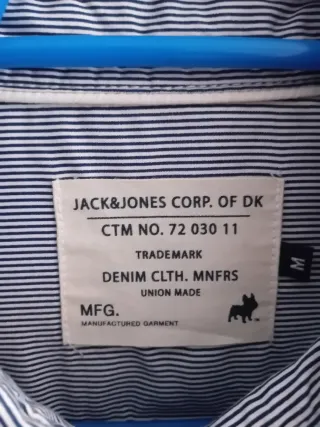 JACK&JONES CORP. OF DK
CTM NO. 72 030 11
TRADEMARK
DENIM CLTH. MNFRS
UNION MADE
MFG.
MANUFACTURED GARMENT
M